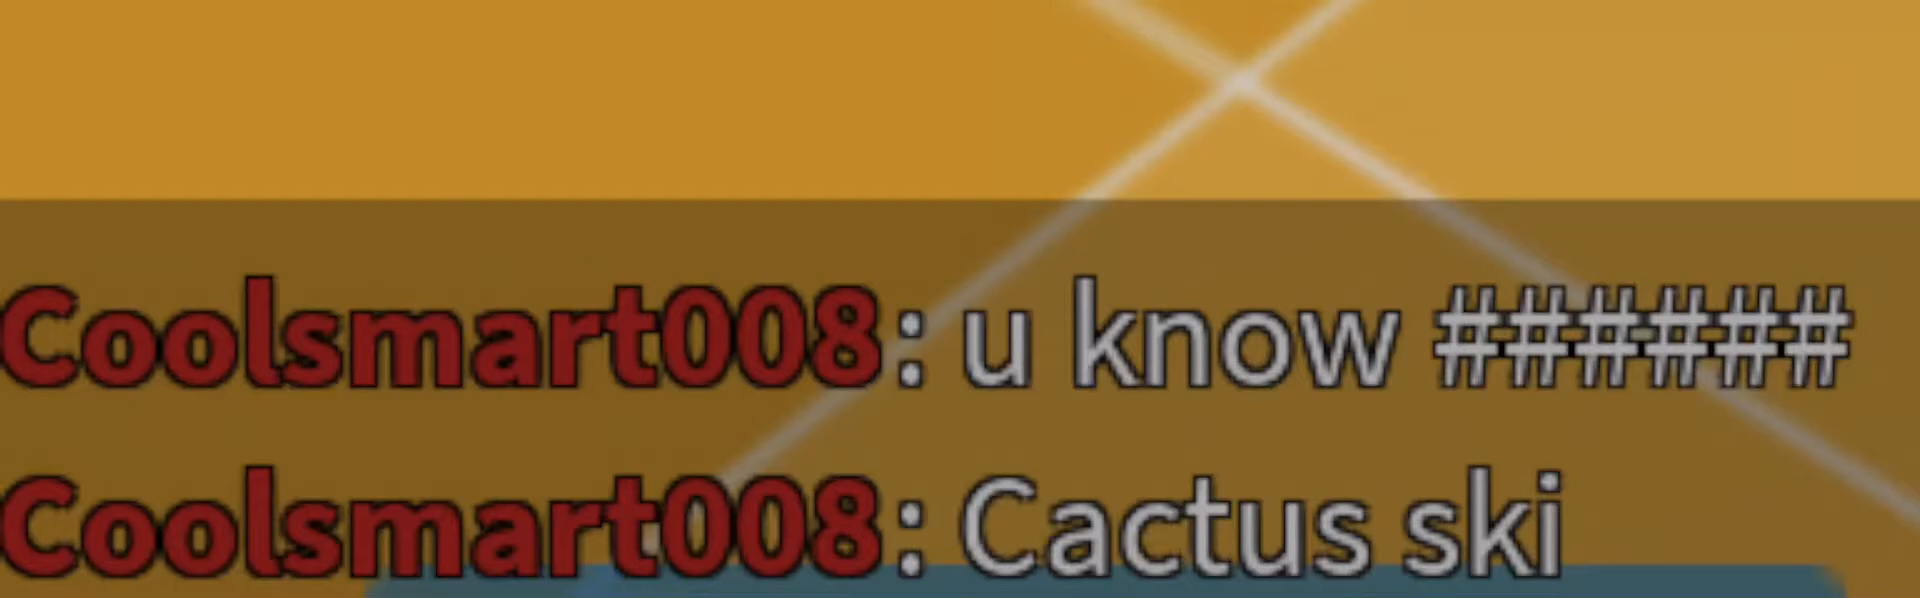 Coolsmart008: u know ######
Coolsmart008: Cactus ski